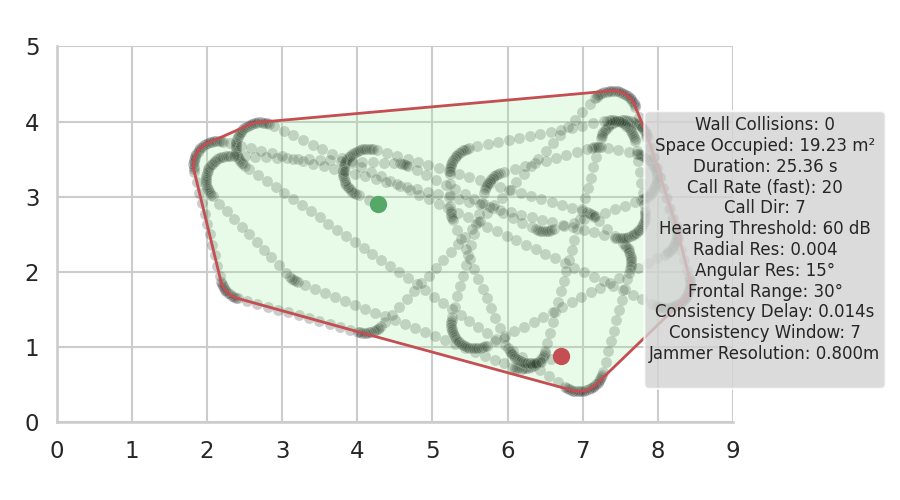 5
4
3
2
1
0
0 1 2 3 4 5 6 7 8 9
Wall Collisions: 0
Space Occupied: 19.23 m²
Duration: 25.36 s
Call Rate (fast): 20
Call Dir: 7
Hearing Threshold: 60 dB
Radial Res: 0.004
Angular Res: 15°
Frontal Range: 30°
Consistency Delay: 0.014s
Consistency Window: 7
Jammer Resolution: 0.800m